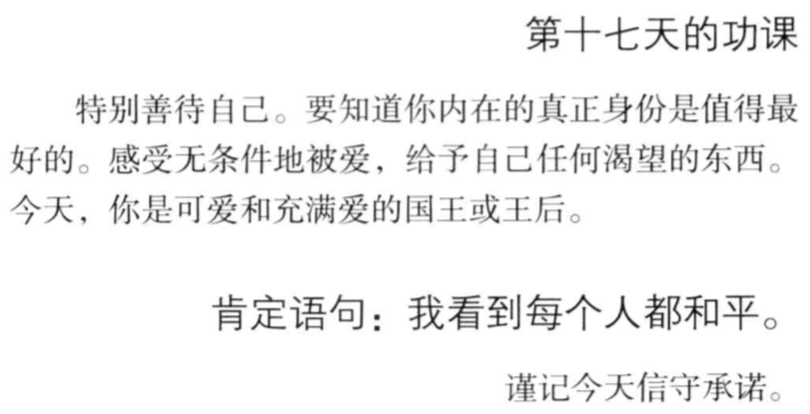 第十七天的功课
特别善待自己。要知道你内在的真正身份是值得最
好的。感受无条件地被爱，给予自己任何渴望的东西。
今天，你是可爱和充满爱的国王或王后。
肯定语句：我看到每个人都和平。
谨记今天信守承诺。